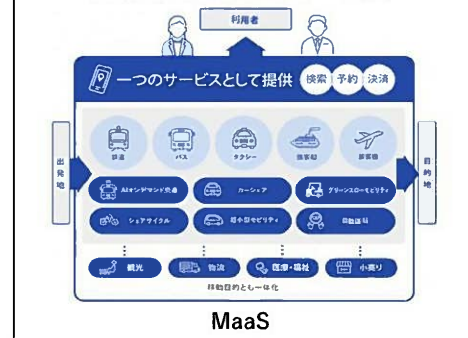 利用者
一つのサービスとして提供 検索 予約 決済
出発地
目的地
鉄道 バス タクシー 旅客船 旅客機
AIオンデマンド交通 カーシェア グリーンスローモビリティ
シェアサイクル 超小型モビリティ 自動運転
観光 物流 医療・福祉 小売り
移動目的とも一体化
MaaS